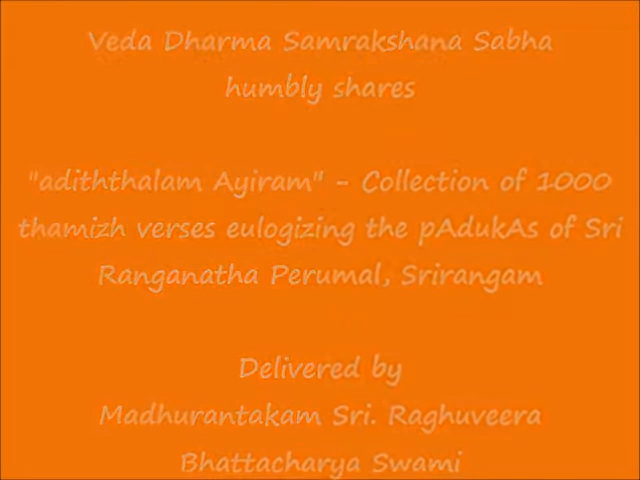 Veda Dharma Samrakshana Sabha
humbly shares
"adiththalam Ayiram" - Collection of 1000
thamizh verses eulogizing the pAdukAs of Sri
Ranganatha Perumal, Srirangam
Delivered by
Madhurantakam Sri. Raghuveera
Bhattacharya Swami